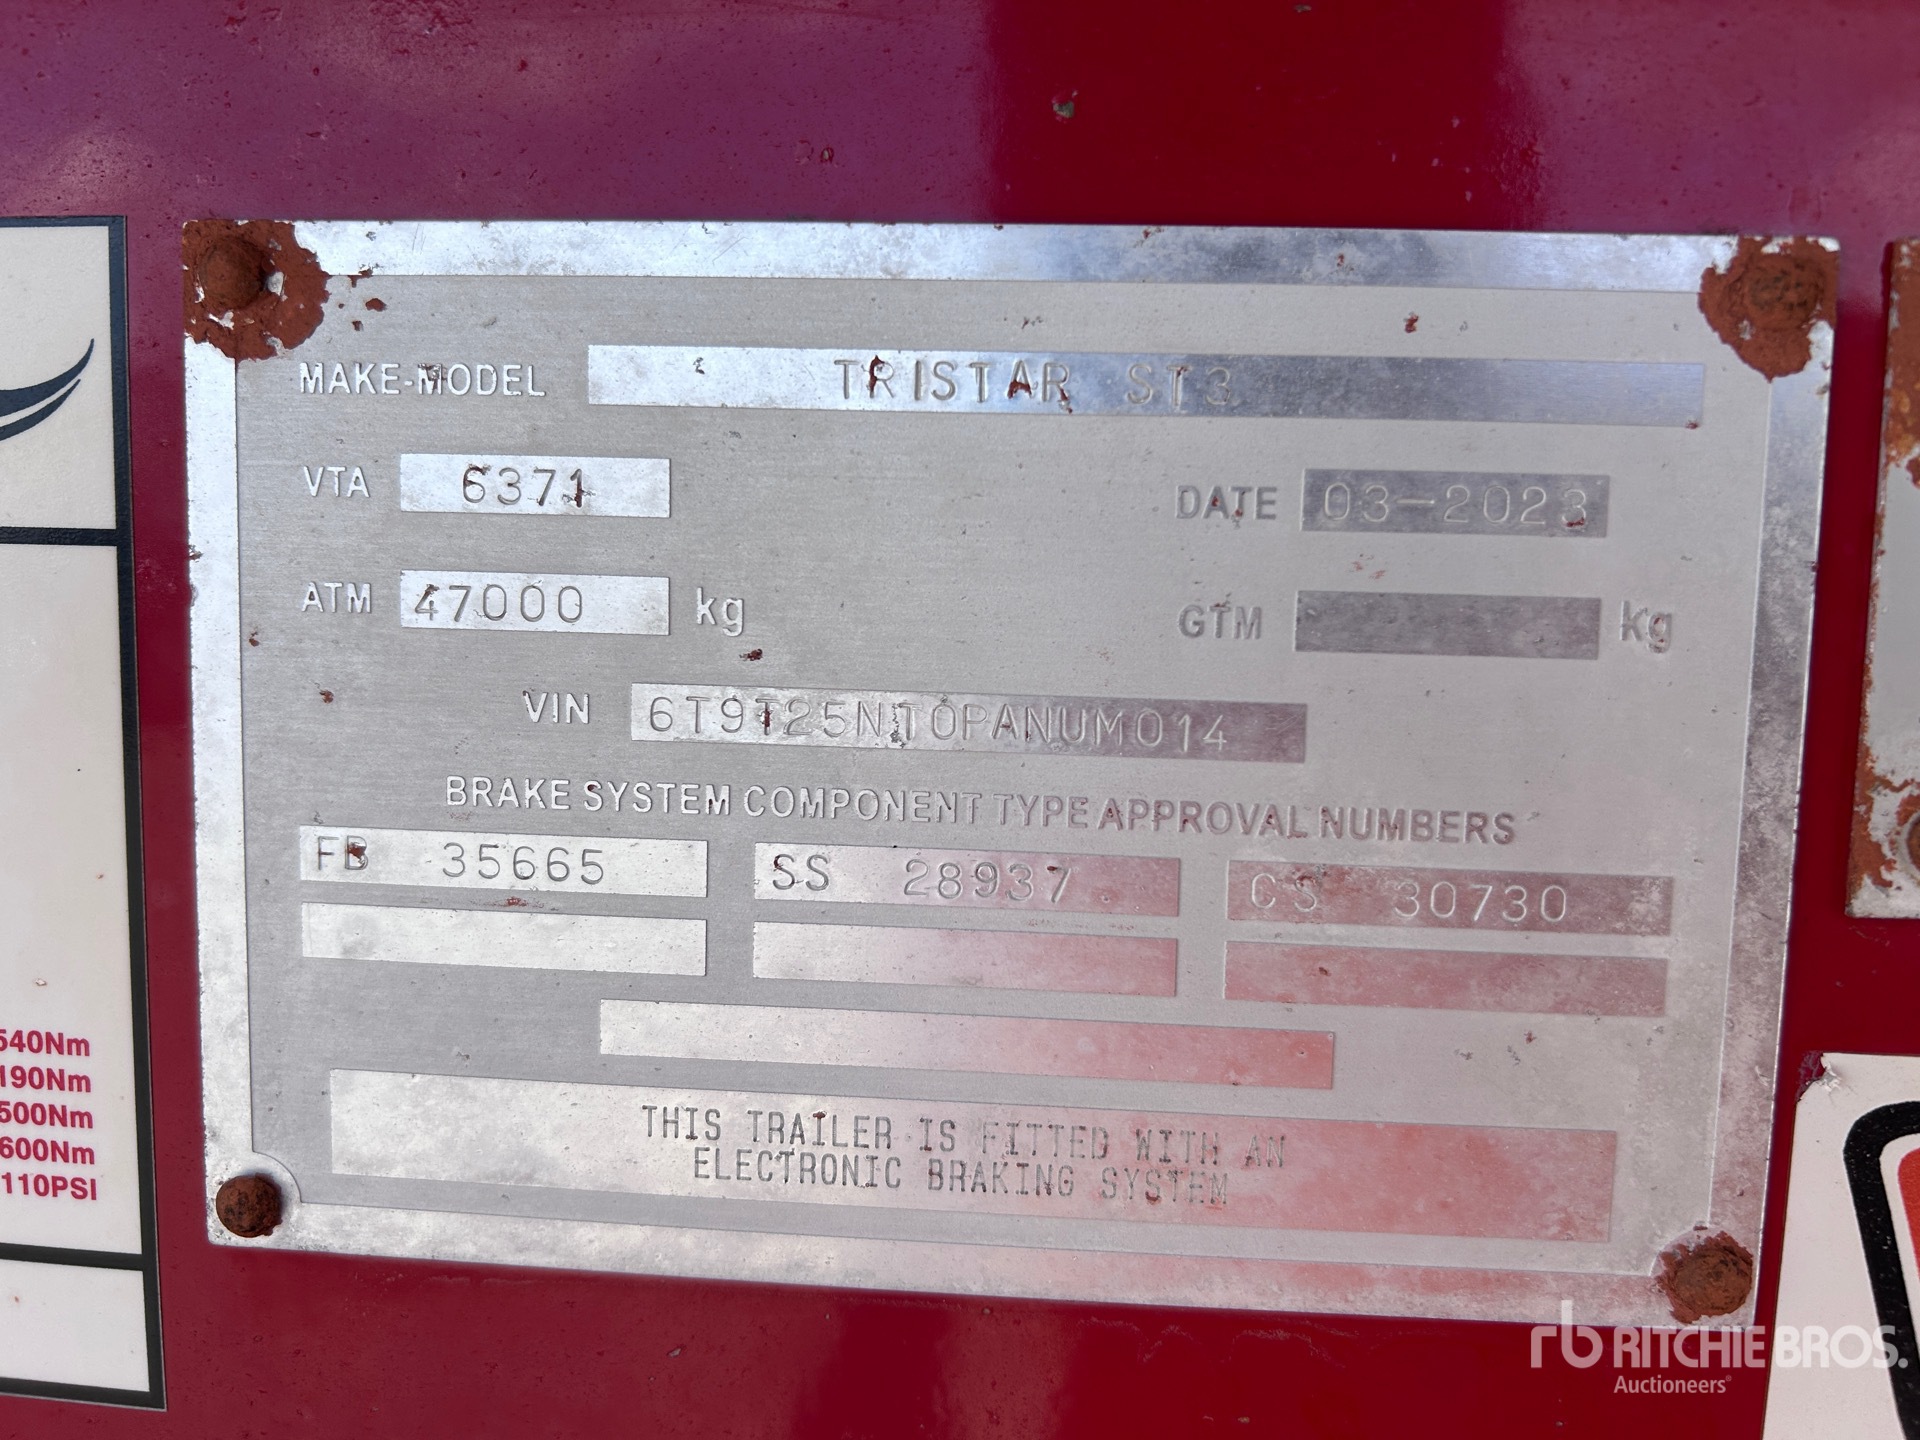 MAKE-MODEL TRISTAR ST3
VTA 6371 DATE 03-2023
ATM 47000 kg GTM kg
VIN 6T9T25NITOPANUM014
BRAKE SYSTEM COMPONENT TYPE APPROVAL NUMBERS
FB 35665 SS 28937 CS 30730
THIS TRAILER IS FITTED WITH AN
ELECTRONIC BRAKING SYSTEM
540Nm
190Nm
500Nm
600Nm
110PSI
rb RITCHIE BROS.
Auctioneers